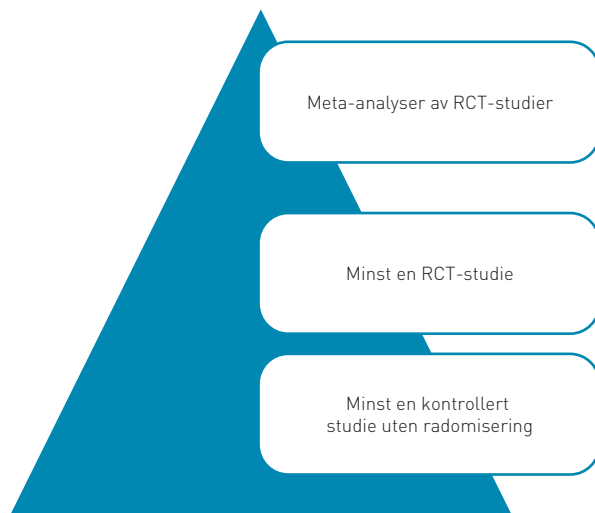 Meta-analyser av RCT-studier
Minst en RCT-studie
Minst en kontrollert
studie uten radomisering